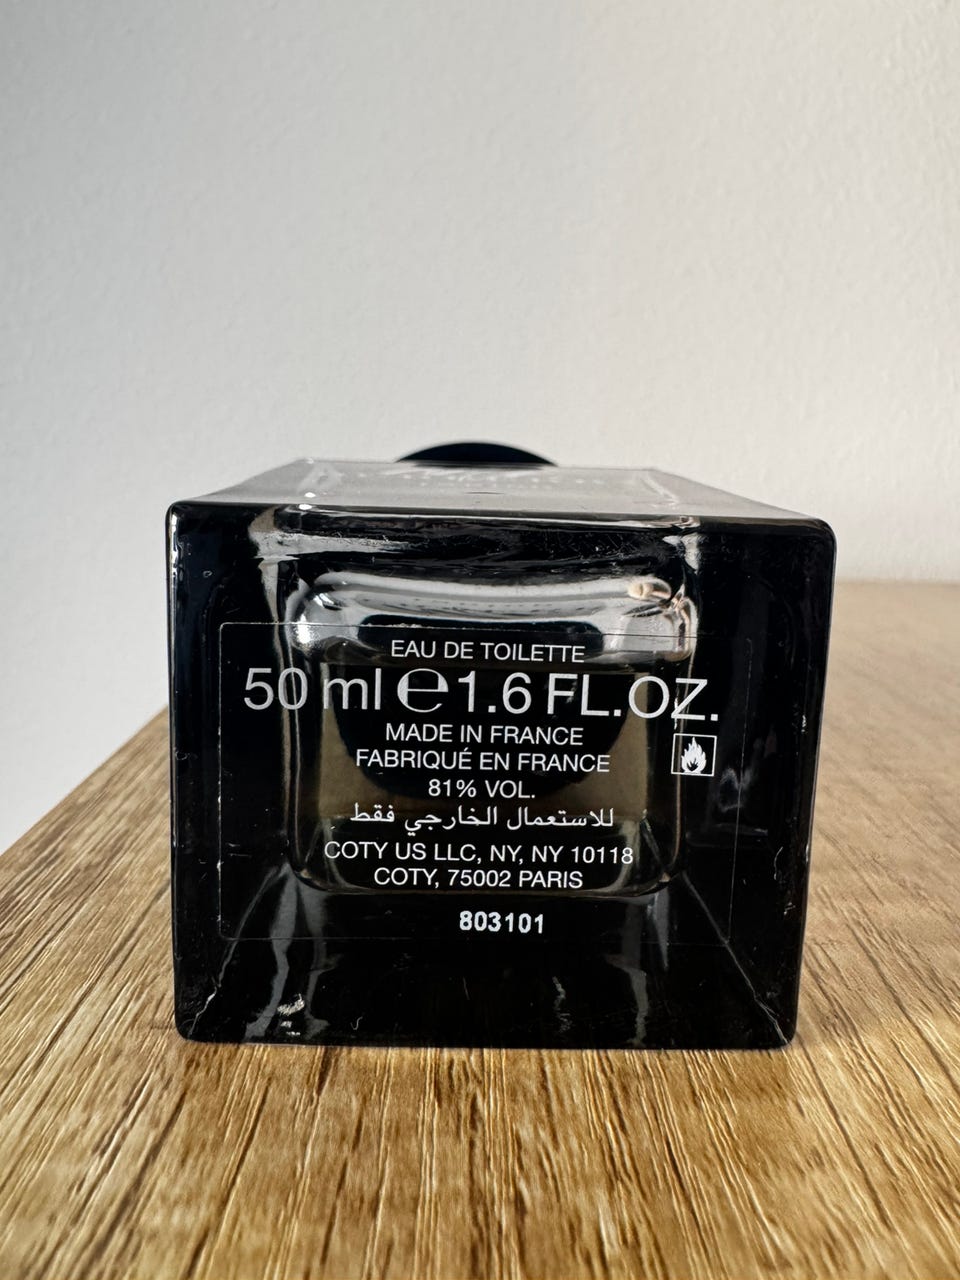 EAU DE TOILETTE
50 ml ℮ 1.6 FL.OZ.
MADE IN FRANCE
FABRIQUÉ EN FRANCE
81% VOL.
للاستعمال الخارجي فقط
COTY US LLC, NY, NY 10118
COTY, 75002 PARIS
803101